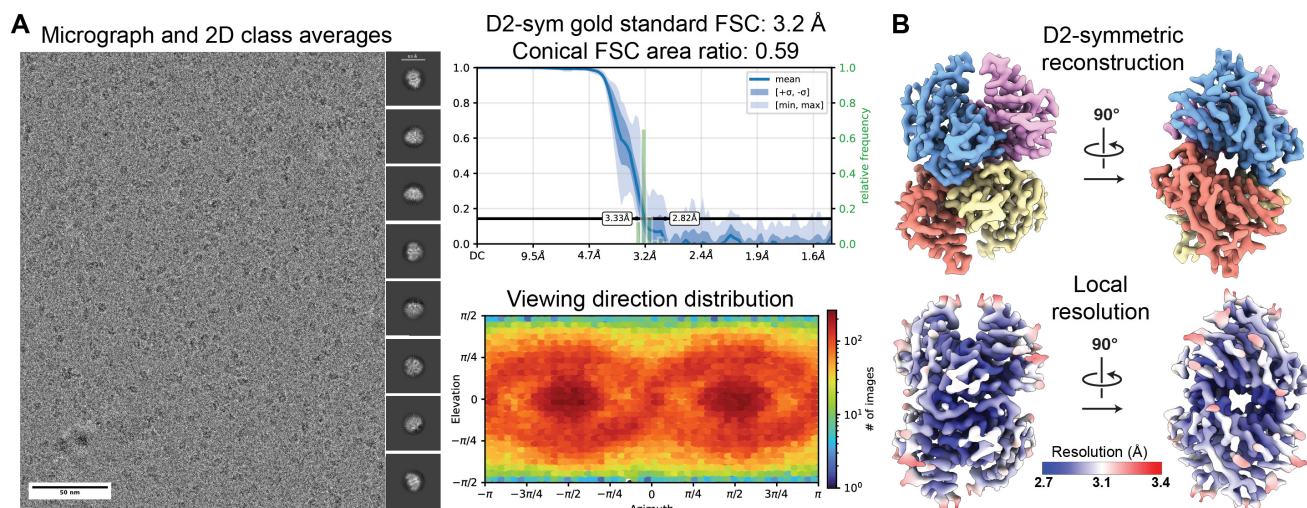 A
Micrograph and 2D class averages
50 nm
D2-sym gold standard FSC: 3.2 Å
Conical FSC area ratio: 0.59
1.0
0.8
0.6
0.4
0.2
0.0
mean
[+σ, -σ]
[min, max]
3.33Å
2.82Å
1.0
0.8
0.6
0.4
0.2
0.0
relative frequency
DC 9.5Å 4.7Å 3.2Å 2.4Å 1.9Å 1.6Å
Viewing direction distribution
π/2
π/4
0
−π/4
−π/2
Elevation
−π −3π/4 −π/2 −π/4 0 π/4 π/2 3π/4 π
Azimuth
10²
10¹
10⁰
# of images
B
D2-symmetric
reconstruction
90°
Local
resolution
90°
Resolution (Å)
2.7 3.1 3.4